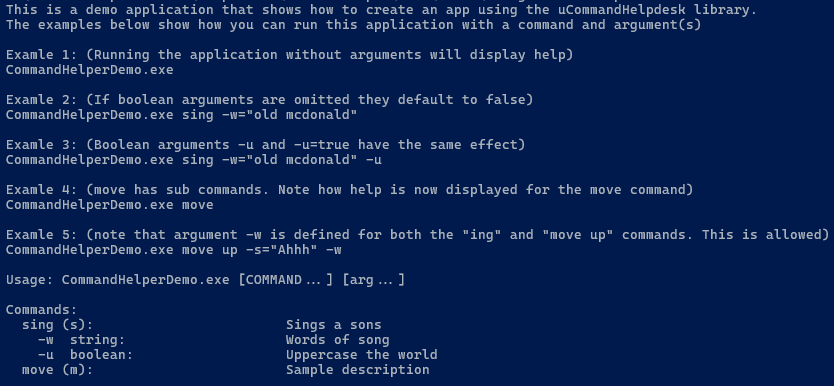 This is a demo application that shows how to create an app using the uCommandHelpdesk library.
The examples below show how you can run this application with a command and argument(s)
Examle 1: (Running the application without arguments will display help)
CommandHelperDemo.exe
Examle 2: (If boolean arguments are omitted they default to false)
CommandHelperDemo.exe sing -w="old mcdonald"
Examle 3: (Boolean arguments -u and -u=true have the same effect)
CommandHelperDemo.exe sing -w="old mcdonald" -u
Examle 4: (move has sub commands. Note how help is now displayed for the move command)
CommandHelperDemo.exe move
Examle 5: (note that argument -w is defined for both the "ing" and "move up" commands. This is allowed)
CommandHelperDemo.exe move up -s="Ahhh" -w
Usage: CommandHelperDemo.exe [COMMAND...] [arg...]
Commands:
sing (s): Sings a sons
-w string: Words of song
-u boolean: Uppercase the world
move (m): Sample description